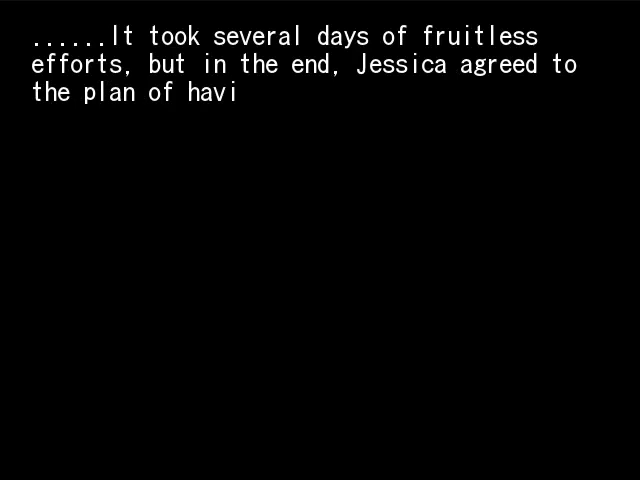 ......It took several days of fruitless
efforts, but in the end, Jessica agreed to
the plan of havi